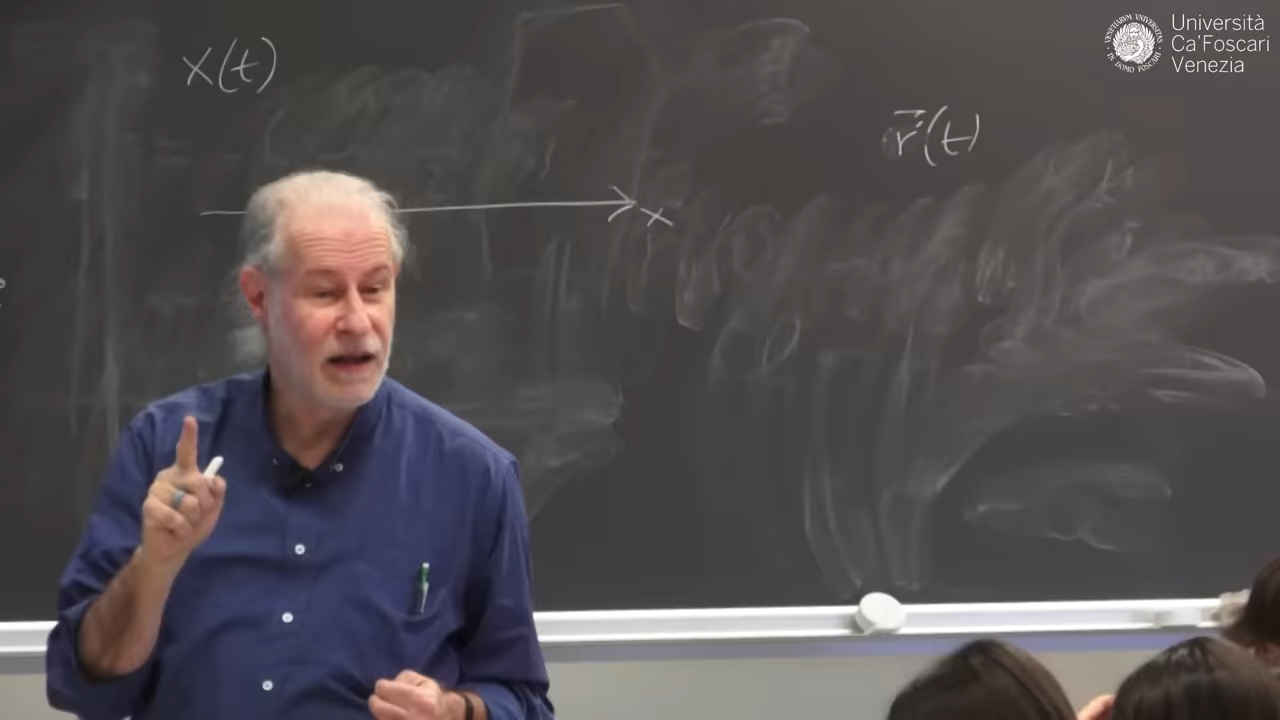 x(t)
x
r⃗(t)
Università
Ca'Foscari
Venezia